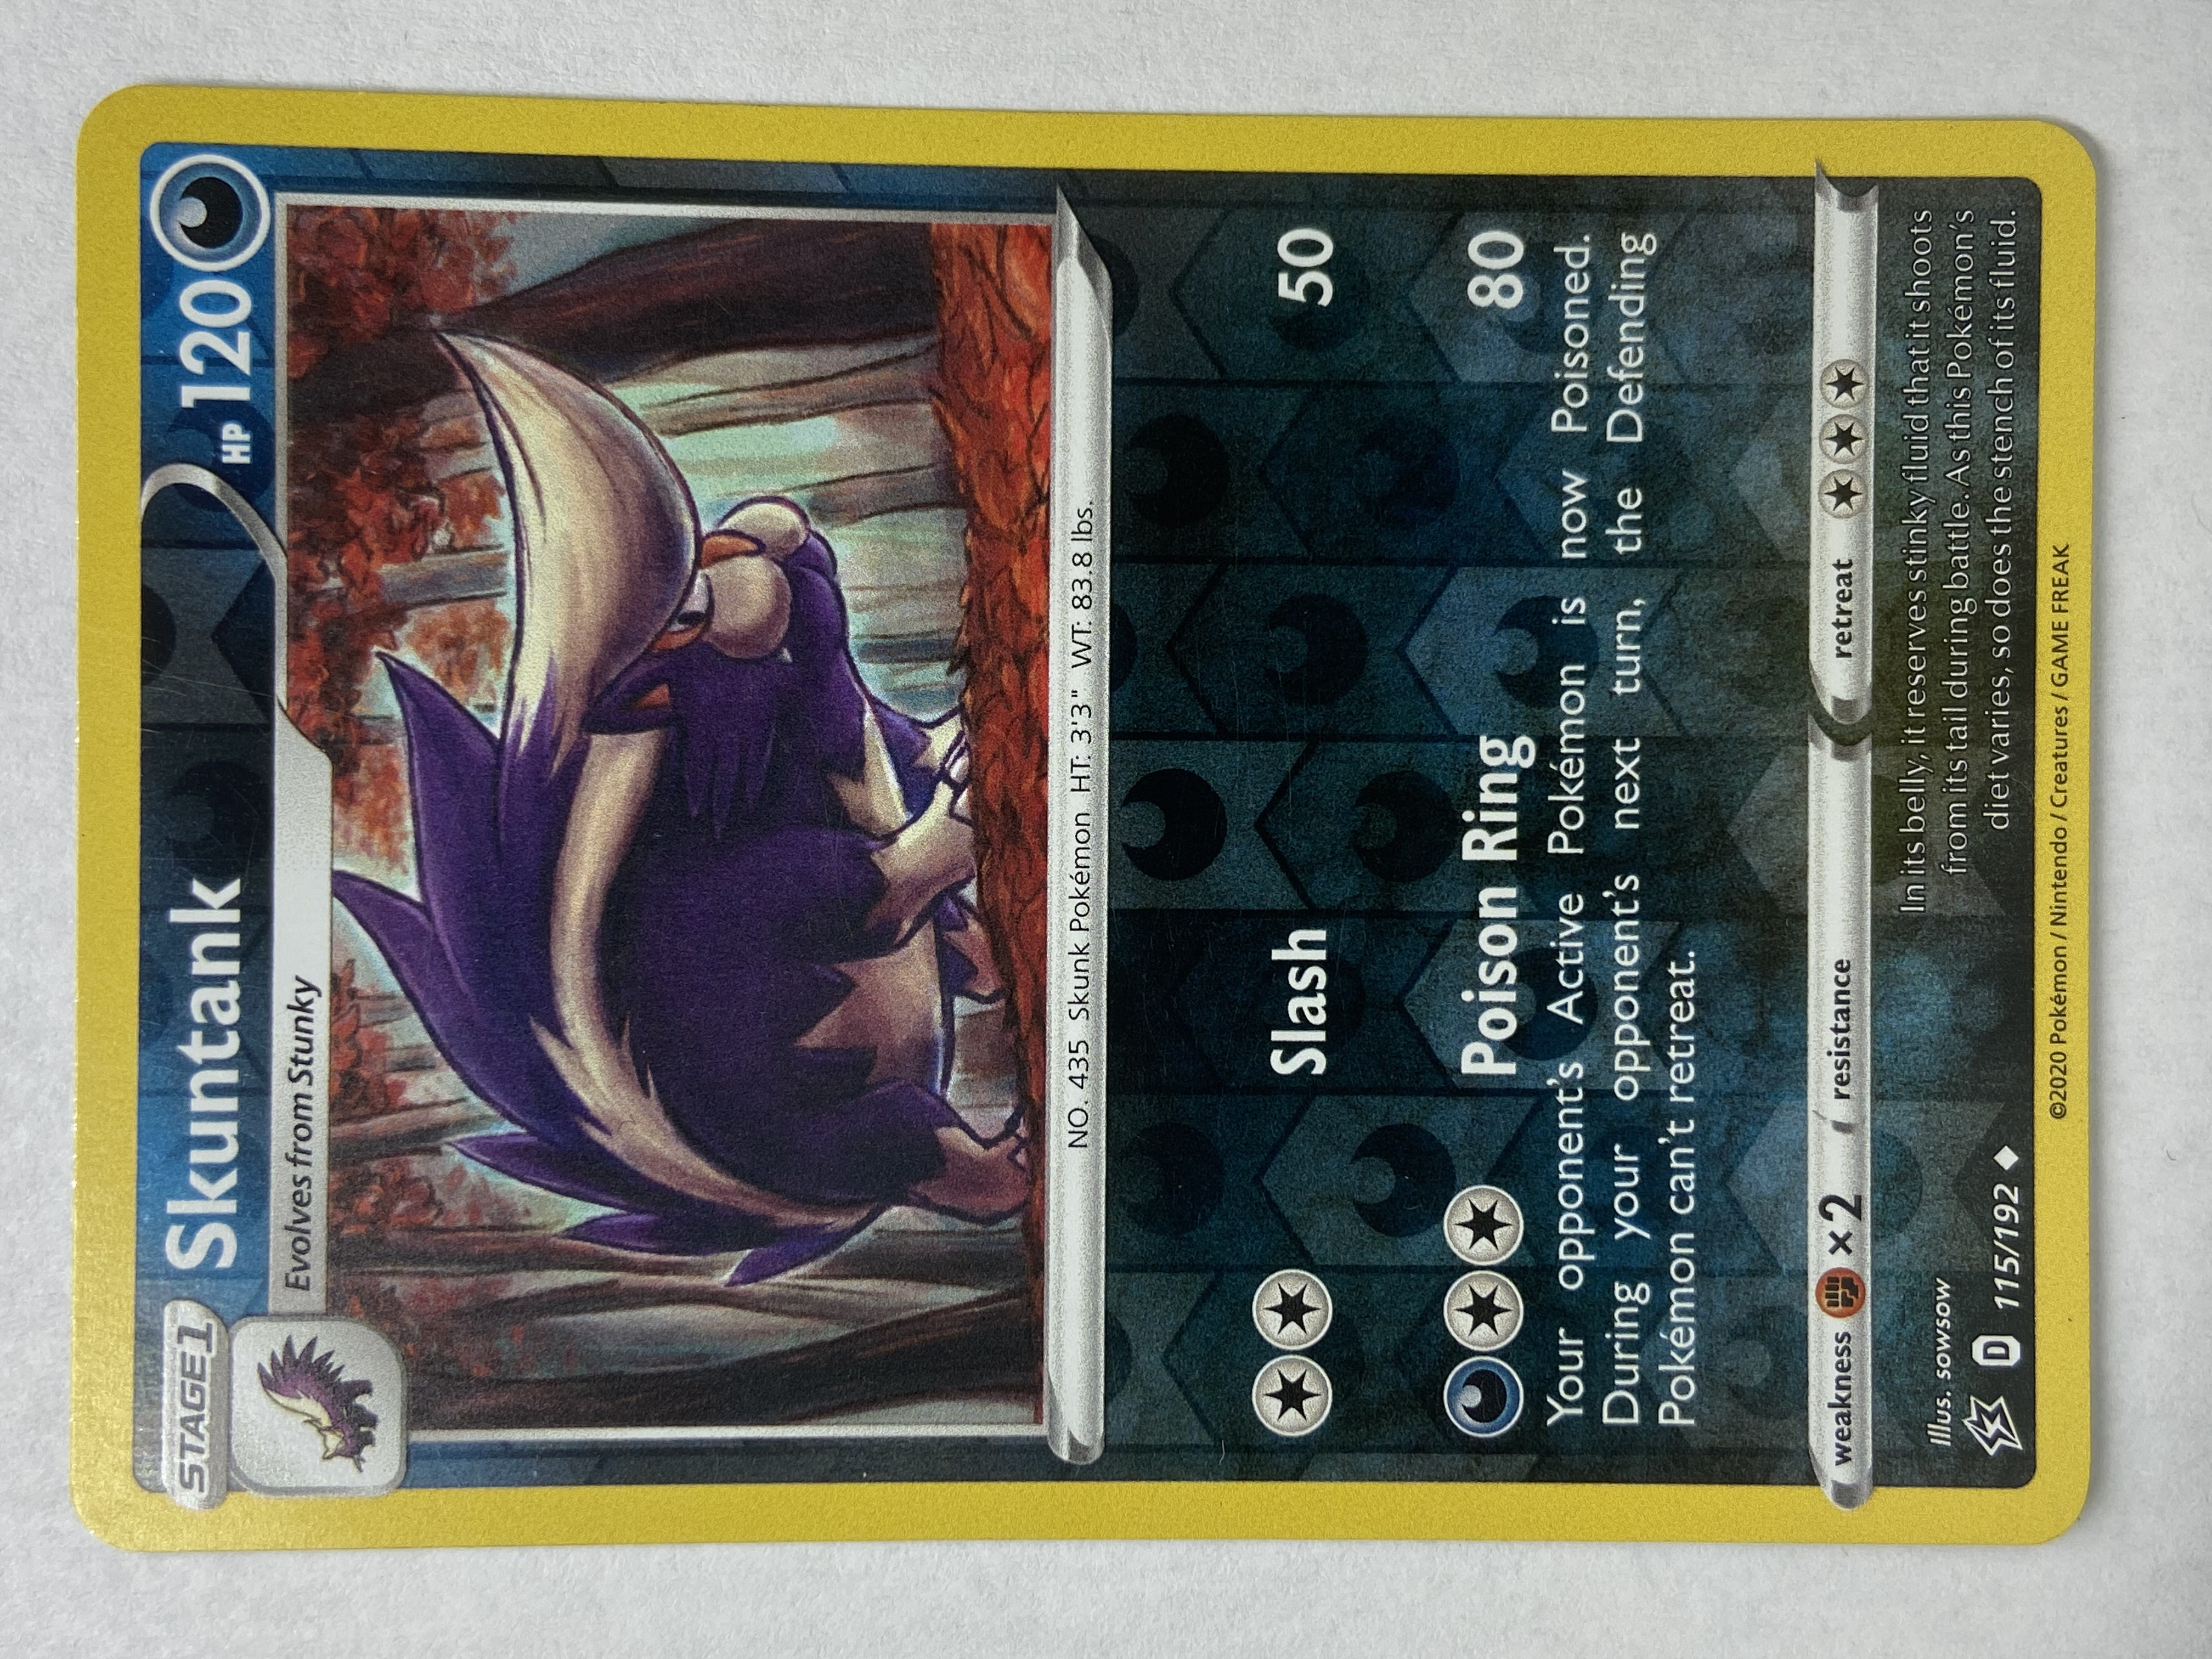 STAGE1
Skuntank
HP 120
Evolves from Stunky
NO. 435 Skunk Pokémon HT: 3'3" WT: 83.8 lbs.
Slash 50
Poison Ring 80
Your opponent's Active Pokémon is now Poisoned.
During your opponent's next turn, the Defending
Pokémon can't retreat.
weakness ×2 resistance retreat
In its belly, it reserves stinky fluid that it shoots
from its tail during battle. As this Pokémon's
diet varies, so does the stench of its fluid.
Illus. sowsow
D 115/192
©2020 Pokémon / Nintendo / Creatures / GAME FREAK